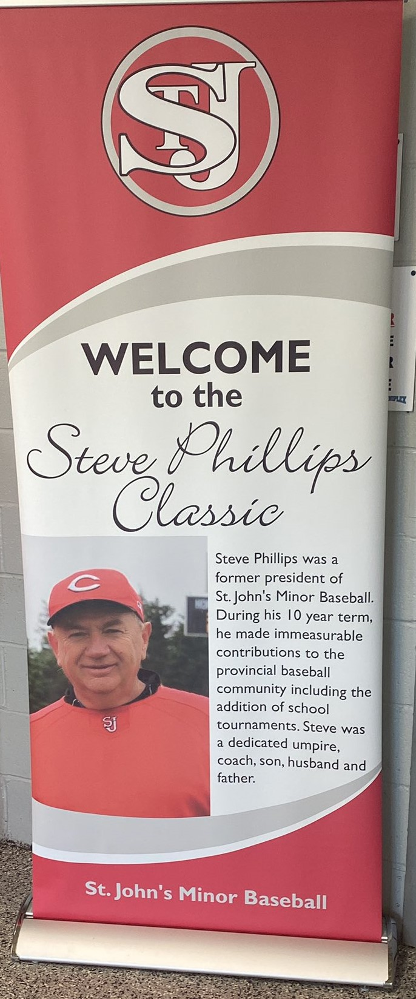 STJ
WELCOME
to the
Steve Phillips
Classic
C
SJ
Steve Phillips was a
former president of
St. John's Minor Baseball.
During his 10 year term,
he made immeasurable
contributions to the
provincial baseball
community including the
addition of school
tournaments. Steve was
a dedicated umpire,
coach, son, husband and
father.
St. John's Minor Baseball